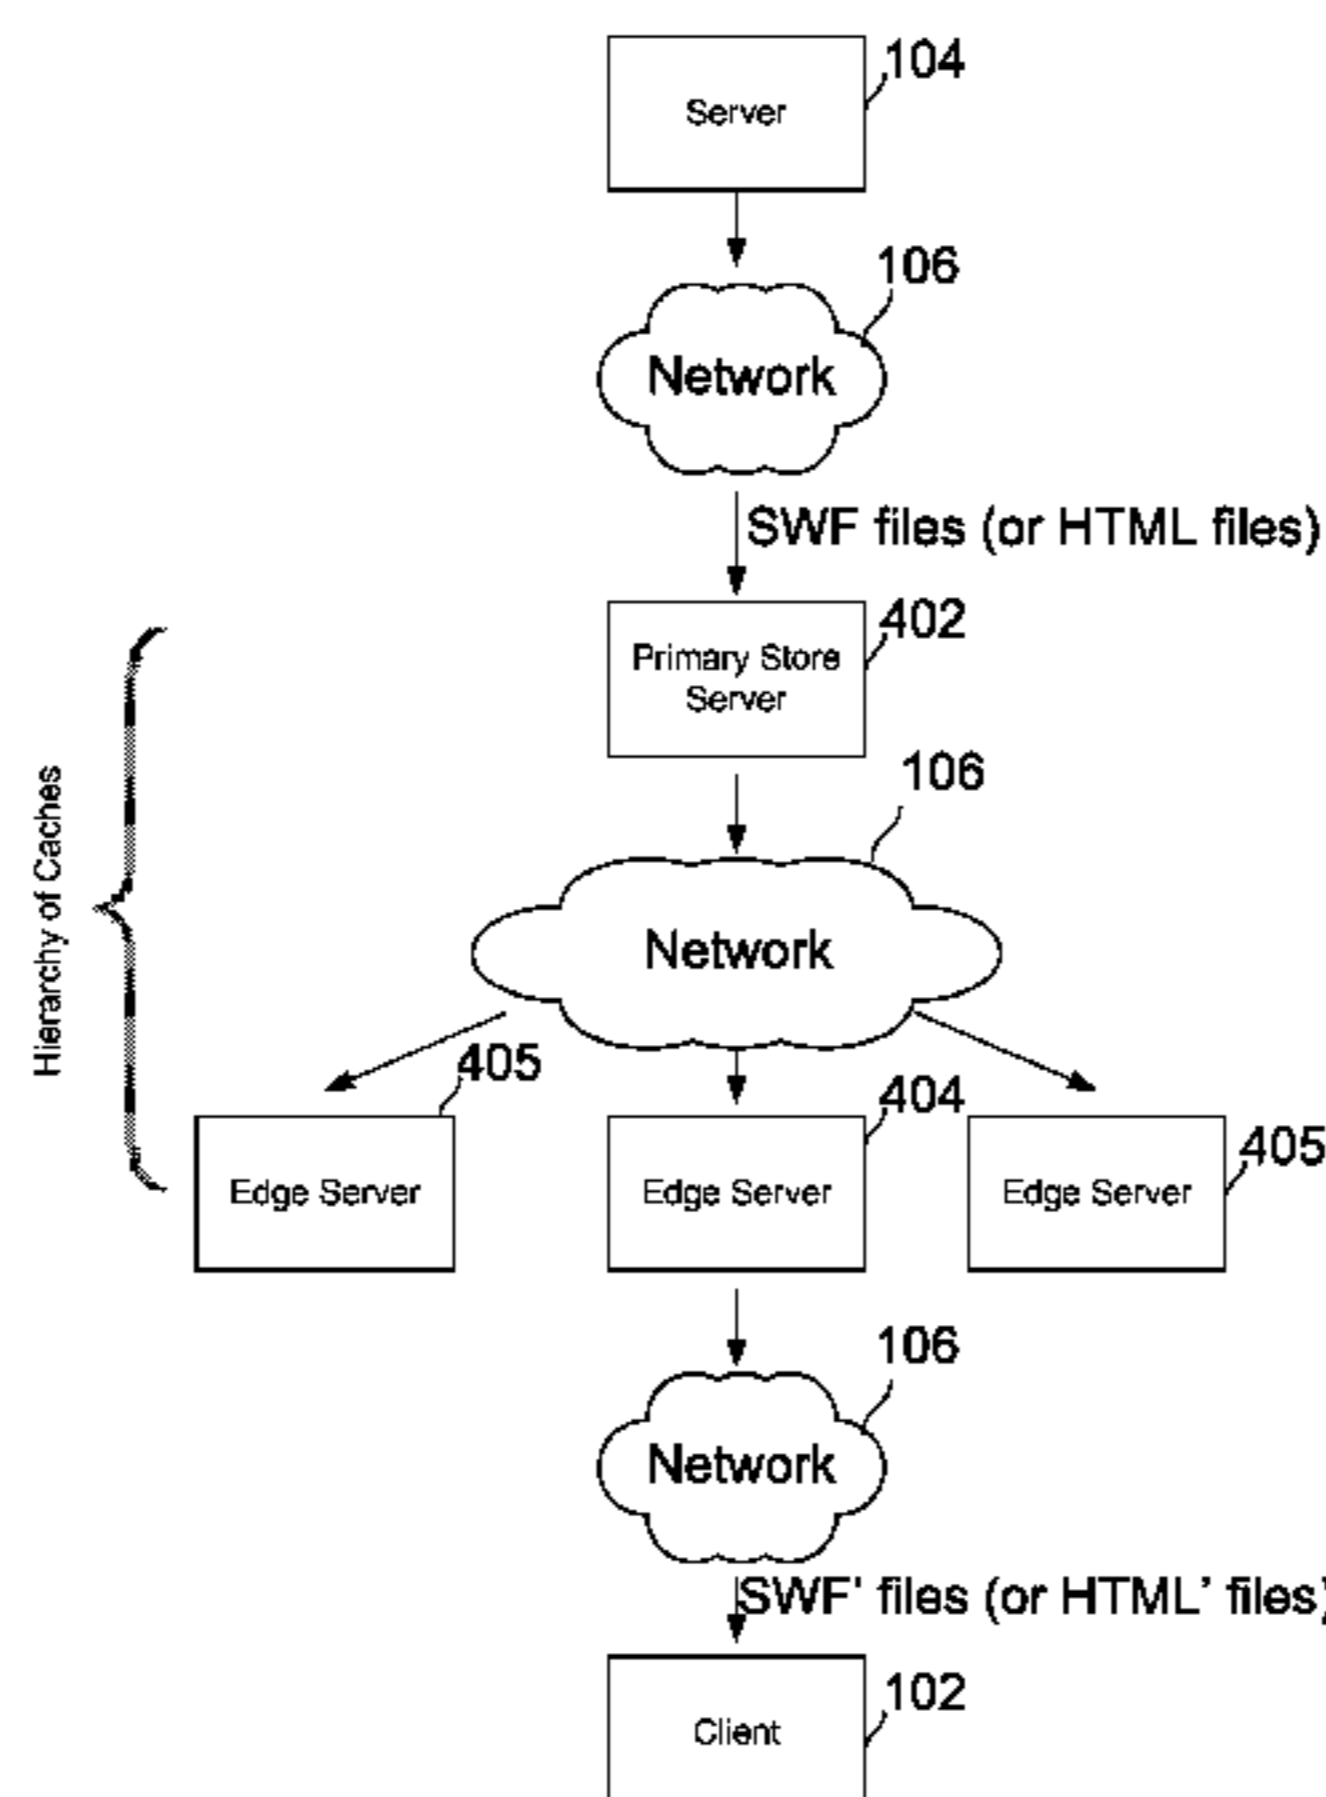 104
Server
106
Network
SWF files (or HTML files)
402
Primary Store
Server
106
Hierarchy of Caches
Network
405
404
405
Edge Server
Edge Server
Edge Server
106
Network
SWF' files (or HTML' files)
102
Client